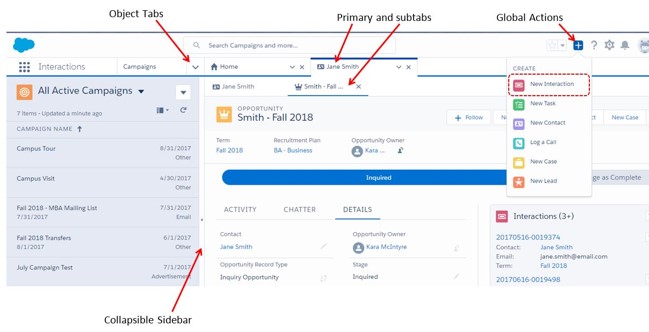 Object Tabs
Primary and subtabs
Global Actions
Search Campaigns and more...
Interactions
Campaigns
Home
Jane Smith
All Active Campaigns
7 items • Updated a minute ago
CAMPAIGN NAME ↑
Campus Tour 8/31/2017
Other
Campus Visit 4/30/2017
Other
Fall 2018 - MBA Mailing List 7/31/2017
7/31/2017 Email
Fall 2018 Transfers 6/1/2017
8/1/2017 Other
July Campaign Test 7/1/
Advertisement
Jane Smith
Smith - Fall ...
OPPORTUNITY
Smith - Fall 2018
+ Follow
New Case
Term
Fall 2018
Recruitment Plan
BA - Business
Opportunity Owner
Kara ...
Inquired
as Complete
ACTIVITY
CHATTER
DETAILS
Contact
Jane Smith
Opportunity Owner
Kara McIntyre
Opportunity Record Type
Inquiry Opportunity
Stage
Inquired
CREATE
New Interaction
New Task
New Contact
Log a Call
New Case
New Lead
Interactions (3+)
20170516-0019374
Contact: Jane Smith
Email: jane.smith@email.com
Term: Fall 2018
20170616-0019498
Collapsible Sidebar